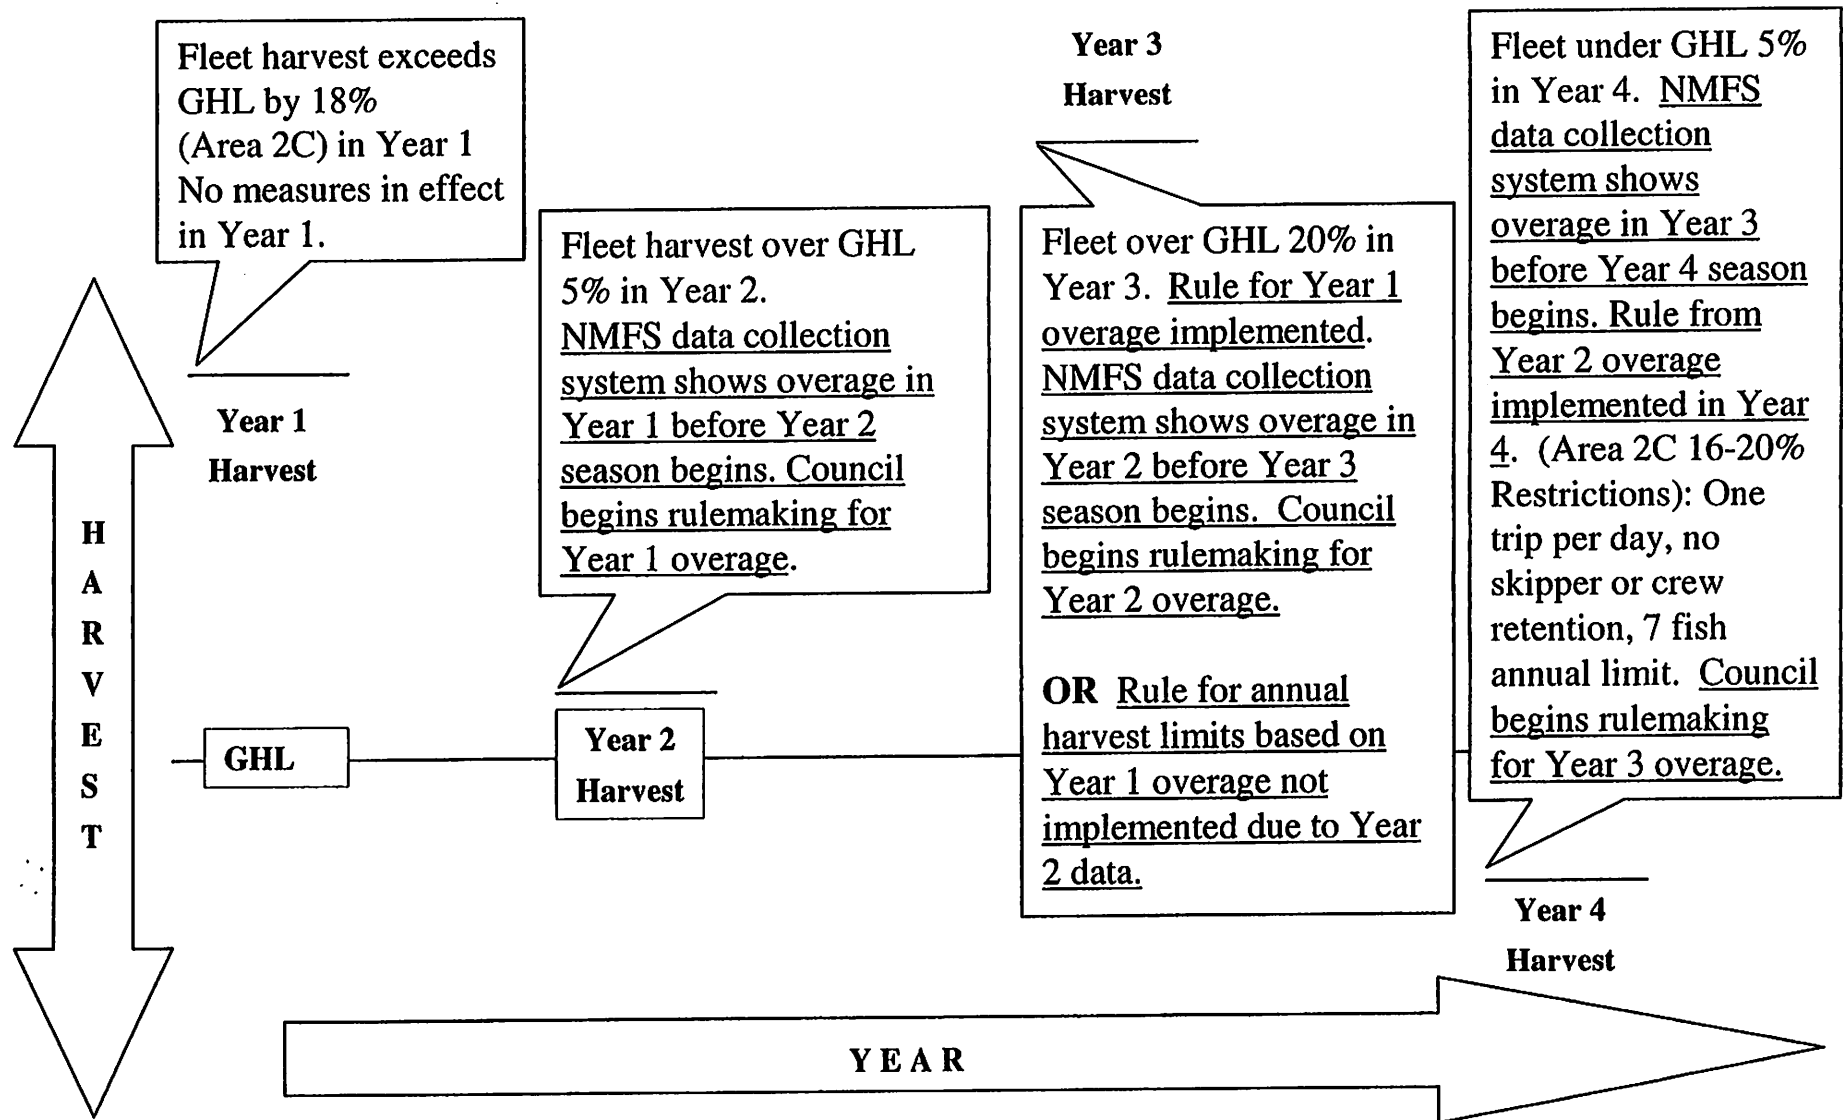 Fleet harvest exceeds
GHL by 18%
(Area 2C) in Year 1
No measures in effect
in Year 1.
Year 1
Harvest
Fleet harvest over GHL
5% in Year 2.
NMFS data collection
system shows overage in
Year 1 before Year 2
season begins. Council
begins rulemaking for
Year 1 overage.
Year 3
Harvest
Fleet over GHL 20% in
Year 3. Rule for Year 1
overage implemented.
NMFS data collection
system shows overage in
Year 2 before Year 3
season begins. Council
begins rulemaking for
Year 2 overage.
OR Rule for annual
harvest limits based on
Year 1 overage not
implemented due to Year
2 data.
Fleet under GHL 5%
in Year 4. NMFS
data collection
system shows
overage in Year 3
before Year 4 season
begins. Rule from
Year 2 overage
implemented in Year
4. (Area 2C 16-20%
Restrictions): One
trip per day, no
skipper or crew
retention, 7 fish
annual limit. Council
begins rulemaking
for Year 3 overage.
H
A
R
V
E
S
T
GHL
Year 2
Harvest
Year 4
Harvest
YEAR